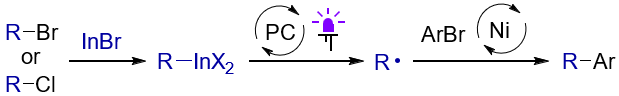 R–Br
or
R–Cl
InBr
R–InX₂
PC
R•
ArBr
Ni
R–Ar